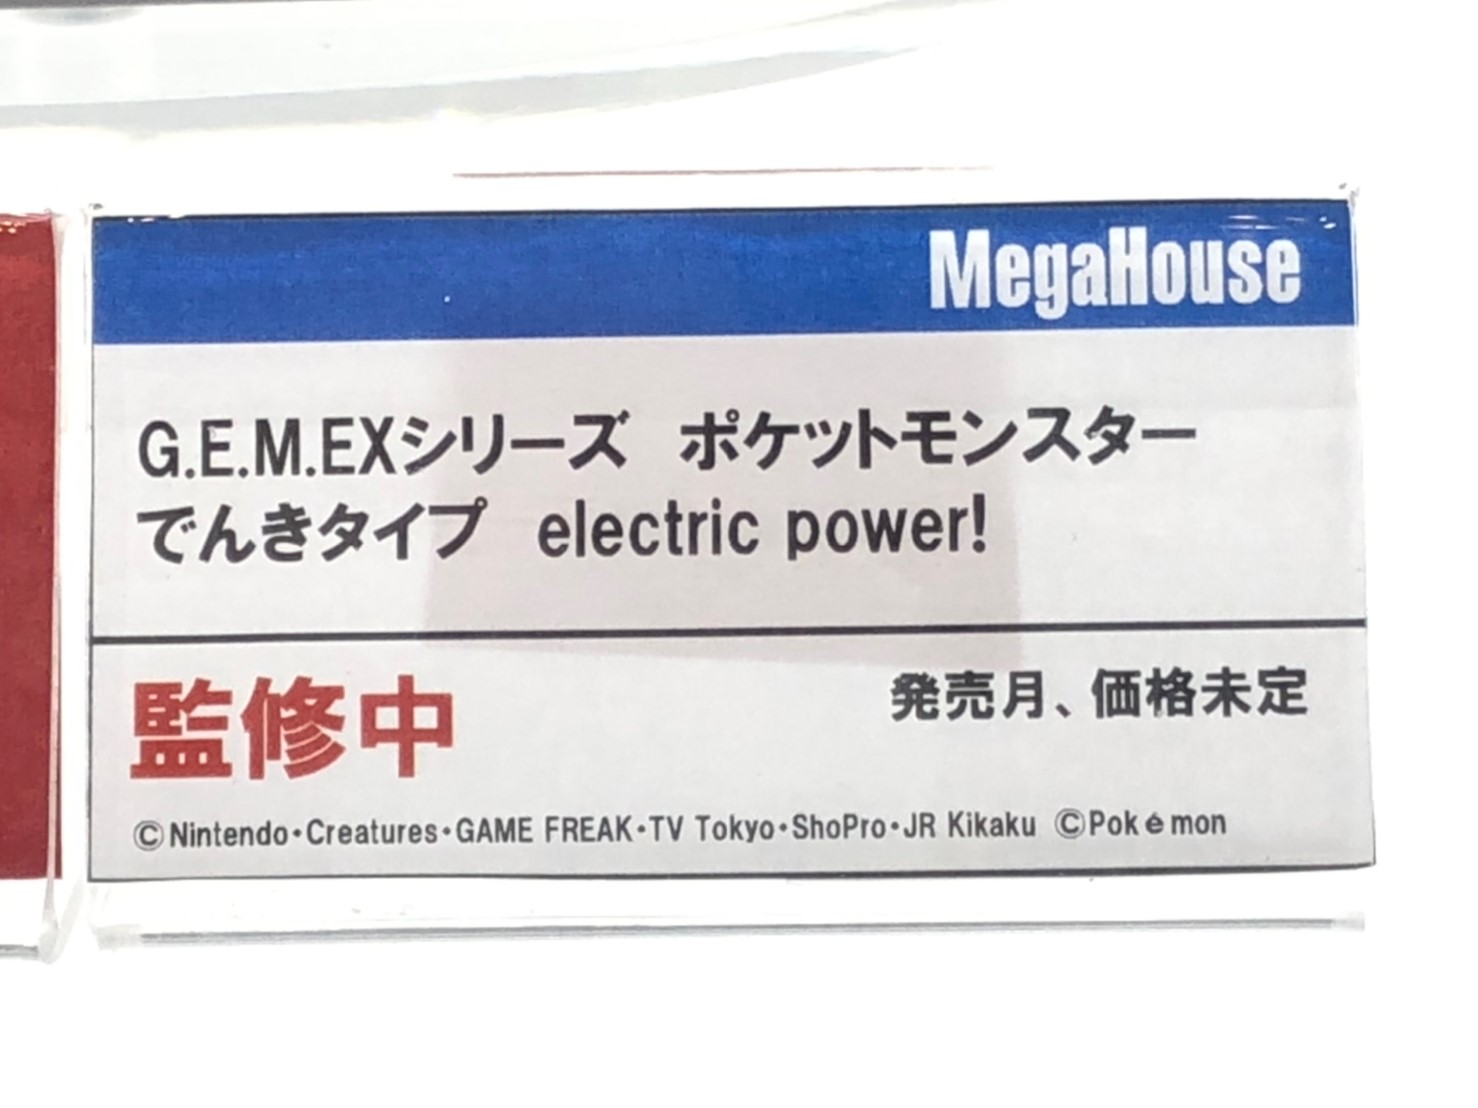 MegaHouse
G.E.M.EXシリーズ　ポケットモンスター
でんきタイプ　electric power!
監修中
発売月、価格未定
©Nintendo・Creatures・GAME FREAK・TV Tokyo・ShoPro・JR Kikaku ©Pokémon